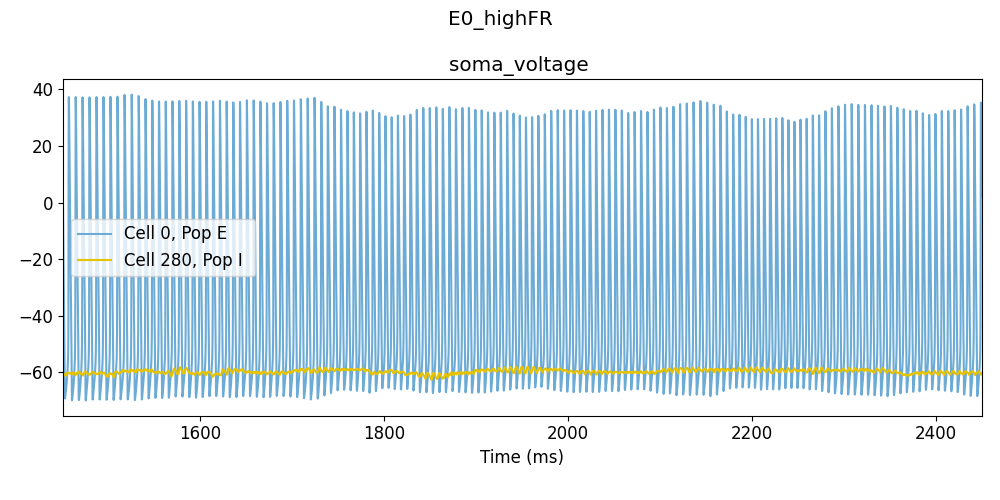 E0_highFR
soma_voltage
40
20
0
−20
−40
−60
Cell 0, Pop E
Cell 280, Pop I
1600 1800 2000 2200 2400
Time (ms)